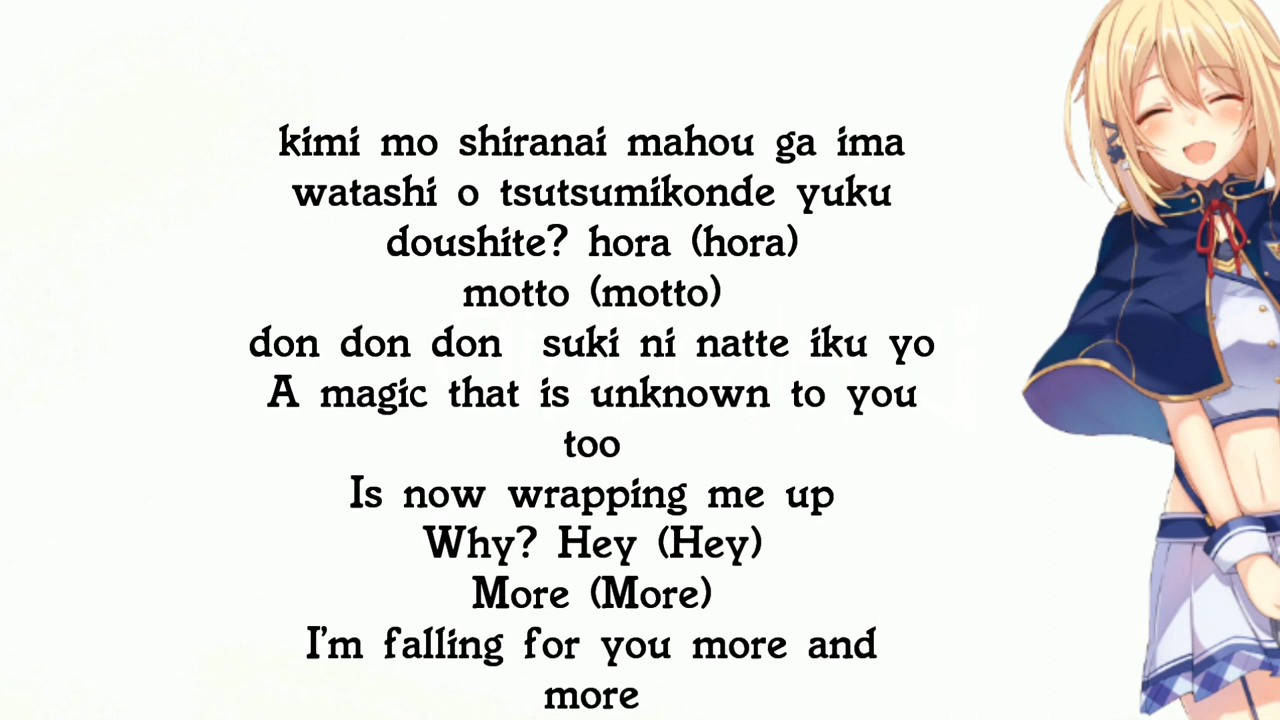 kimi mo shiranai mahou ga ima
watashi o tsutsumikonde yuku
doushite? hora (hora)
motto (motto)
don don don suki ni natte iku yo
A magic that is unknown to you
too
Is now wrapping me up
Why? Hey (Hey)
More (More)
I'm falling for you more and
more